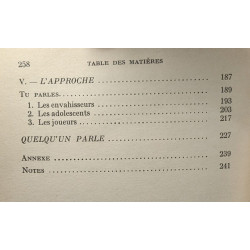 258 TABLE DES MATIÈRES
V. — L'APPROCHE 187
TU PARLES 189
1. Les envahisseurs 193
2. Les adolescents 203
3. Les joueurs 217
QUELQU'UN PARLE 227
ANNEXE 239
NOTES 241